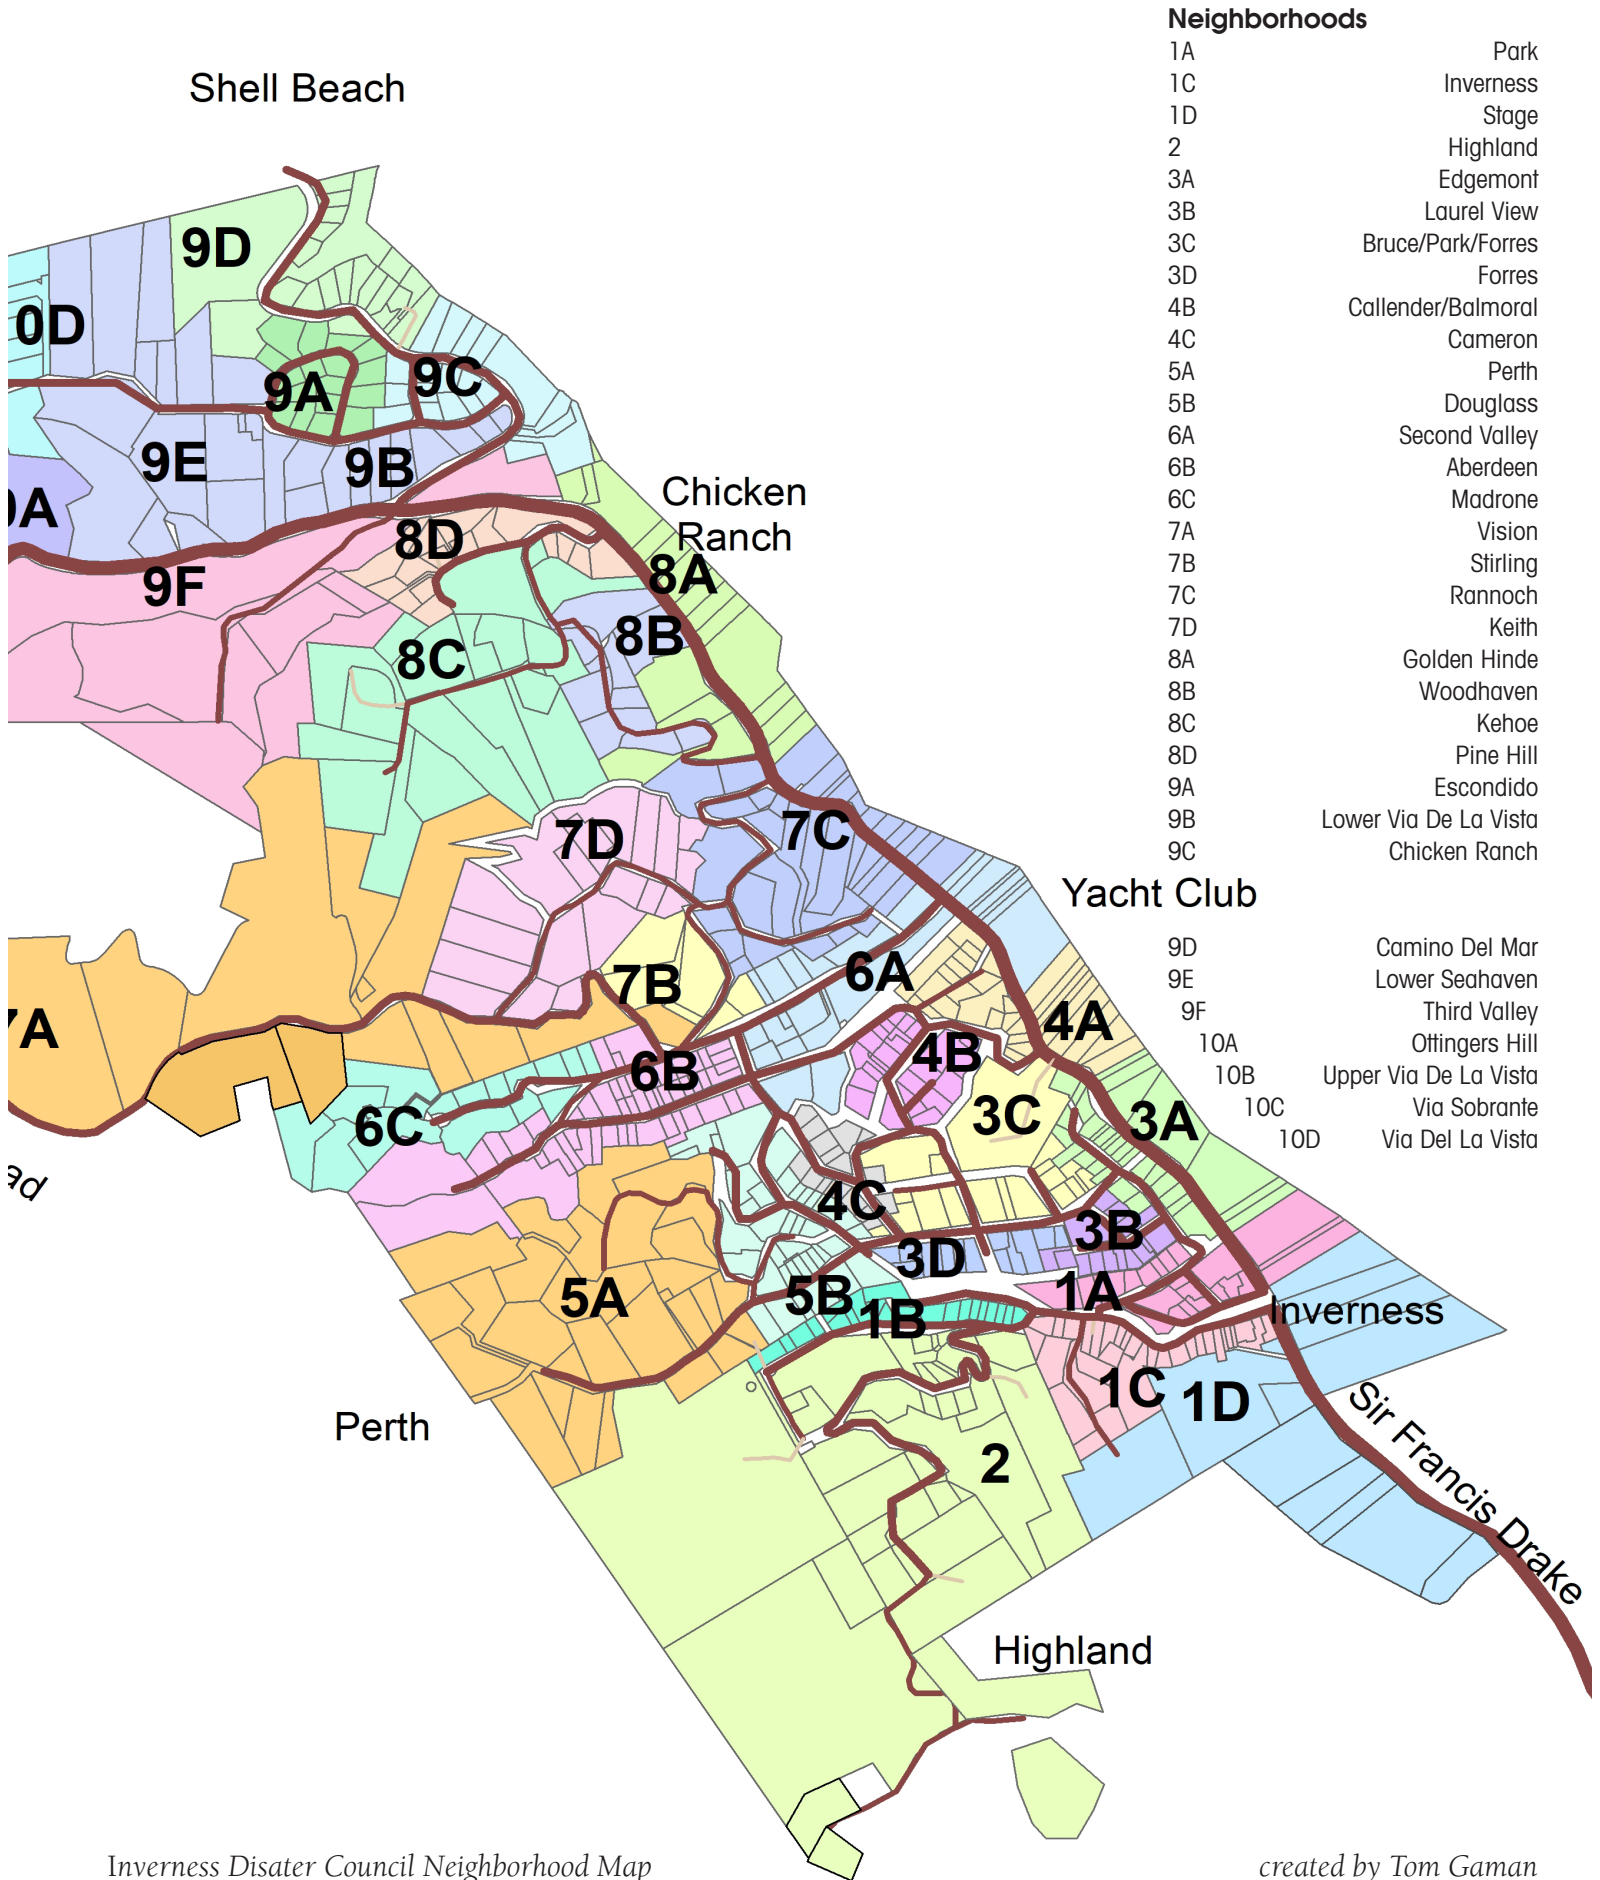 Neighborhoods
1A Park
1C Inverness
1D Stage
2 Highland
3A Edgemont
3B Laurel View
3C Bruce/Park/Forres
3D Forres
4B Callender/Balmoral
4C Cameron
5A Perth
5B Douglass
6A Second Valley
6B Aberdeen
6C Madrone
7A Vision
7B Stirling
7C Rannoch
7D Keith
8A Golden Hinde
8B Woodhaven
8C Kehoe
8D Pine Hill
9A Escondido
9B Lower Via De La Vista
9C Chicken Ranch
9D Camino Del Mar
9E Lower Seahaven
9F Third Valley
10A Ottingers Hill
10B Upper Via De La Vista
10C Via Sobrante
10D Via Del La Vista
Shell Beach
9D
0D
9A
9C
9E
9B
0A
Chicken
Ranch
8D
8A
9F
8B
8C
7D
7C
Yacht Club
6A
7B
7A
4A
4B
6B
3C
3A
6C
ad
4C
3B
3D
5A
5B
1B
1A
Inverness
1C
1D
Sir Francis Drake
Perth
2
Highland
Inverness Disater Council Neighborhood Map
created by Tom Gaman